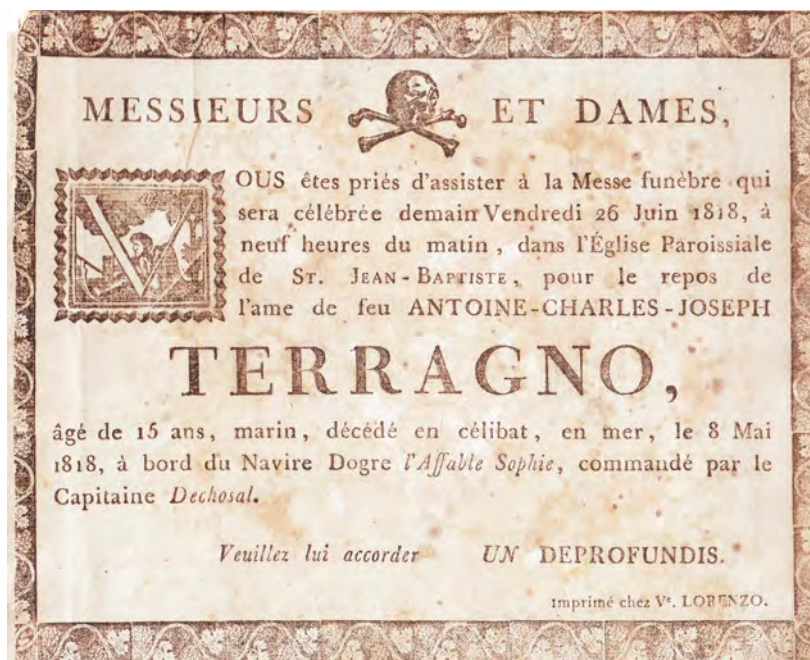 MESSIEURS ET DAMES,
VOUS êtes priés d'assister à la Messe funèbre qui
sera célébrée demain Vendredi 26 Juin 1818, à
neuf heures du matin, dans l'Église Paroissiale
de ST. JEAN-BAPTISTE, pour le repos de
l'ame de feu ANTOINE-CHARLES-JOSEPH
TERRAGNO,
âgé de 15 ans, marin, décédé en célibat, en mer, le 8 Mai
1818, à bord du Navire Dogre l'Affable Sophie, commandé par le
Capitaine Dechosal.
Veuillez lui accorder UN DEPROFUNDIS.
Imprimé chez Vᵉ. LORENZO.